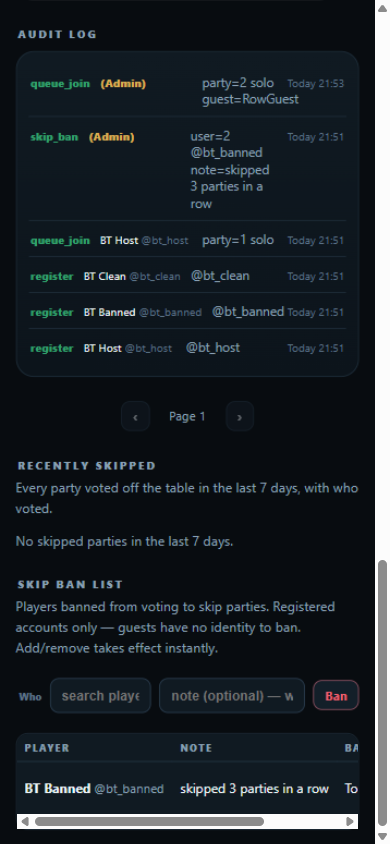 AUDIT LOG
queue_join (Admin) party=2 solo Today 21:53
guest=RowGuest
skip_ban (Admin) user=2 Today 21:51
@bt_banned
note=skipped
3 parties in a
row
queue_join BT Host @bt_host party=1 solo Today 21:51
register BT Clean @bt_clean @bt_clean Today 21:51
register BT Banned @bt_banned @bt_banned Today 21:51
register BT Host @bt_host @bt_host Today 21:51
‹ Page 1 ›
RECENTLY SKIPPED
Every party voted off the table in the last 7 days, with who
voted.
No skipped parties in the last 7 days.
SKIP BAN LIST
Players banned from voting to skip parties. Registered
accounts only — guests have no identity to ban.
Add/remove takes effect instantly.
Who search playe note (optional) — w Ban
PLAYER NOTE BA
BT Banned @bt_banned skipped 3 parties in a row To